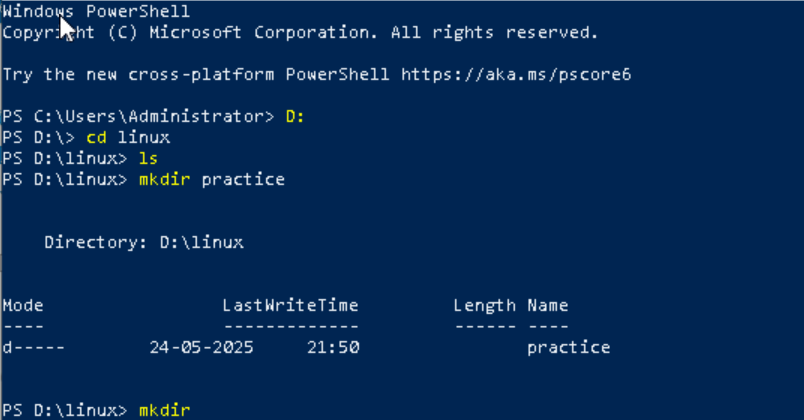 Windows PowerShell
Copyright (C) Microsoft Corporation. All rights reserved.
Try the new cross-platform PowerShell https://aka.ms/pscore6
PS C:\Users\Administrator> D:
PS D:\> cd linux
PS D:\linux> ls
PS D:\linux> mkdir practice
Directory: D:\linux
Mode LastWriteTime Length Name
---- ------------- ------ ----
d----- 24-05-2025 21:50 practice
PS D:\linux> mkdir